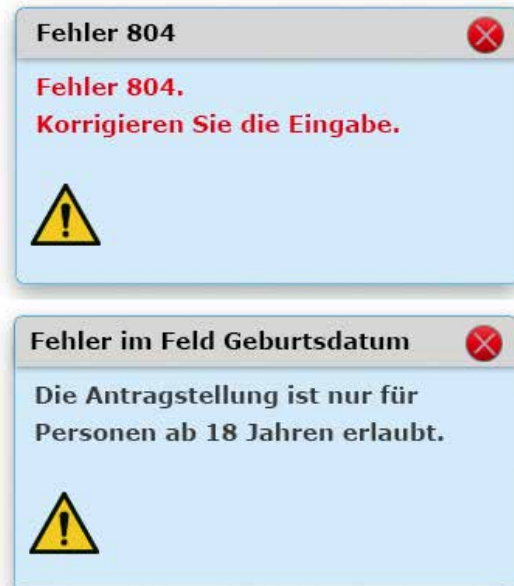 Fehler 804
Fehler 804.
Korrigieren Sie die Eingabe.
Fehler im Feld Geburtsdatum
Die Antragstellung ist nur für
Personen ab 18 Jahren erlaubt.